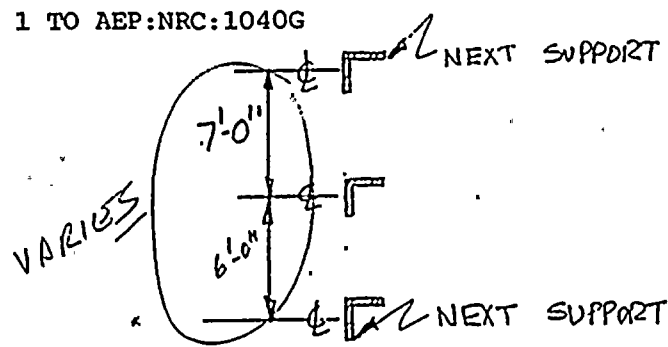 1 TO AEP:NRC:1040G
NEXT SUPPORT
℄
7'-0"
℄
VARIES
6'-0"
℄
NEXT SUPPORT